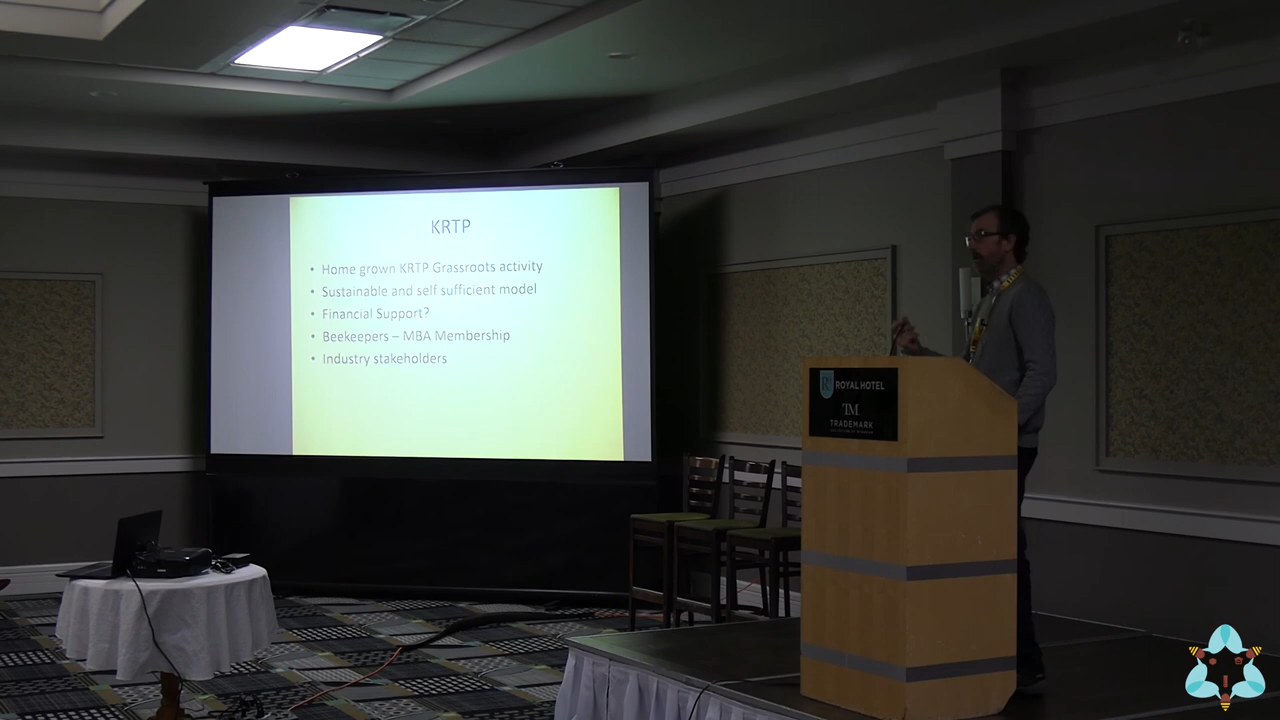 KRTP
• Home grown KRTP Grassroots activity
• Sustainable and self sufficient model
• Financial Support?
• Beekeepers – MBA Membership
• Industry stakeholders
ROYAL HOTEL
TM
TRADEMARK